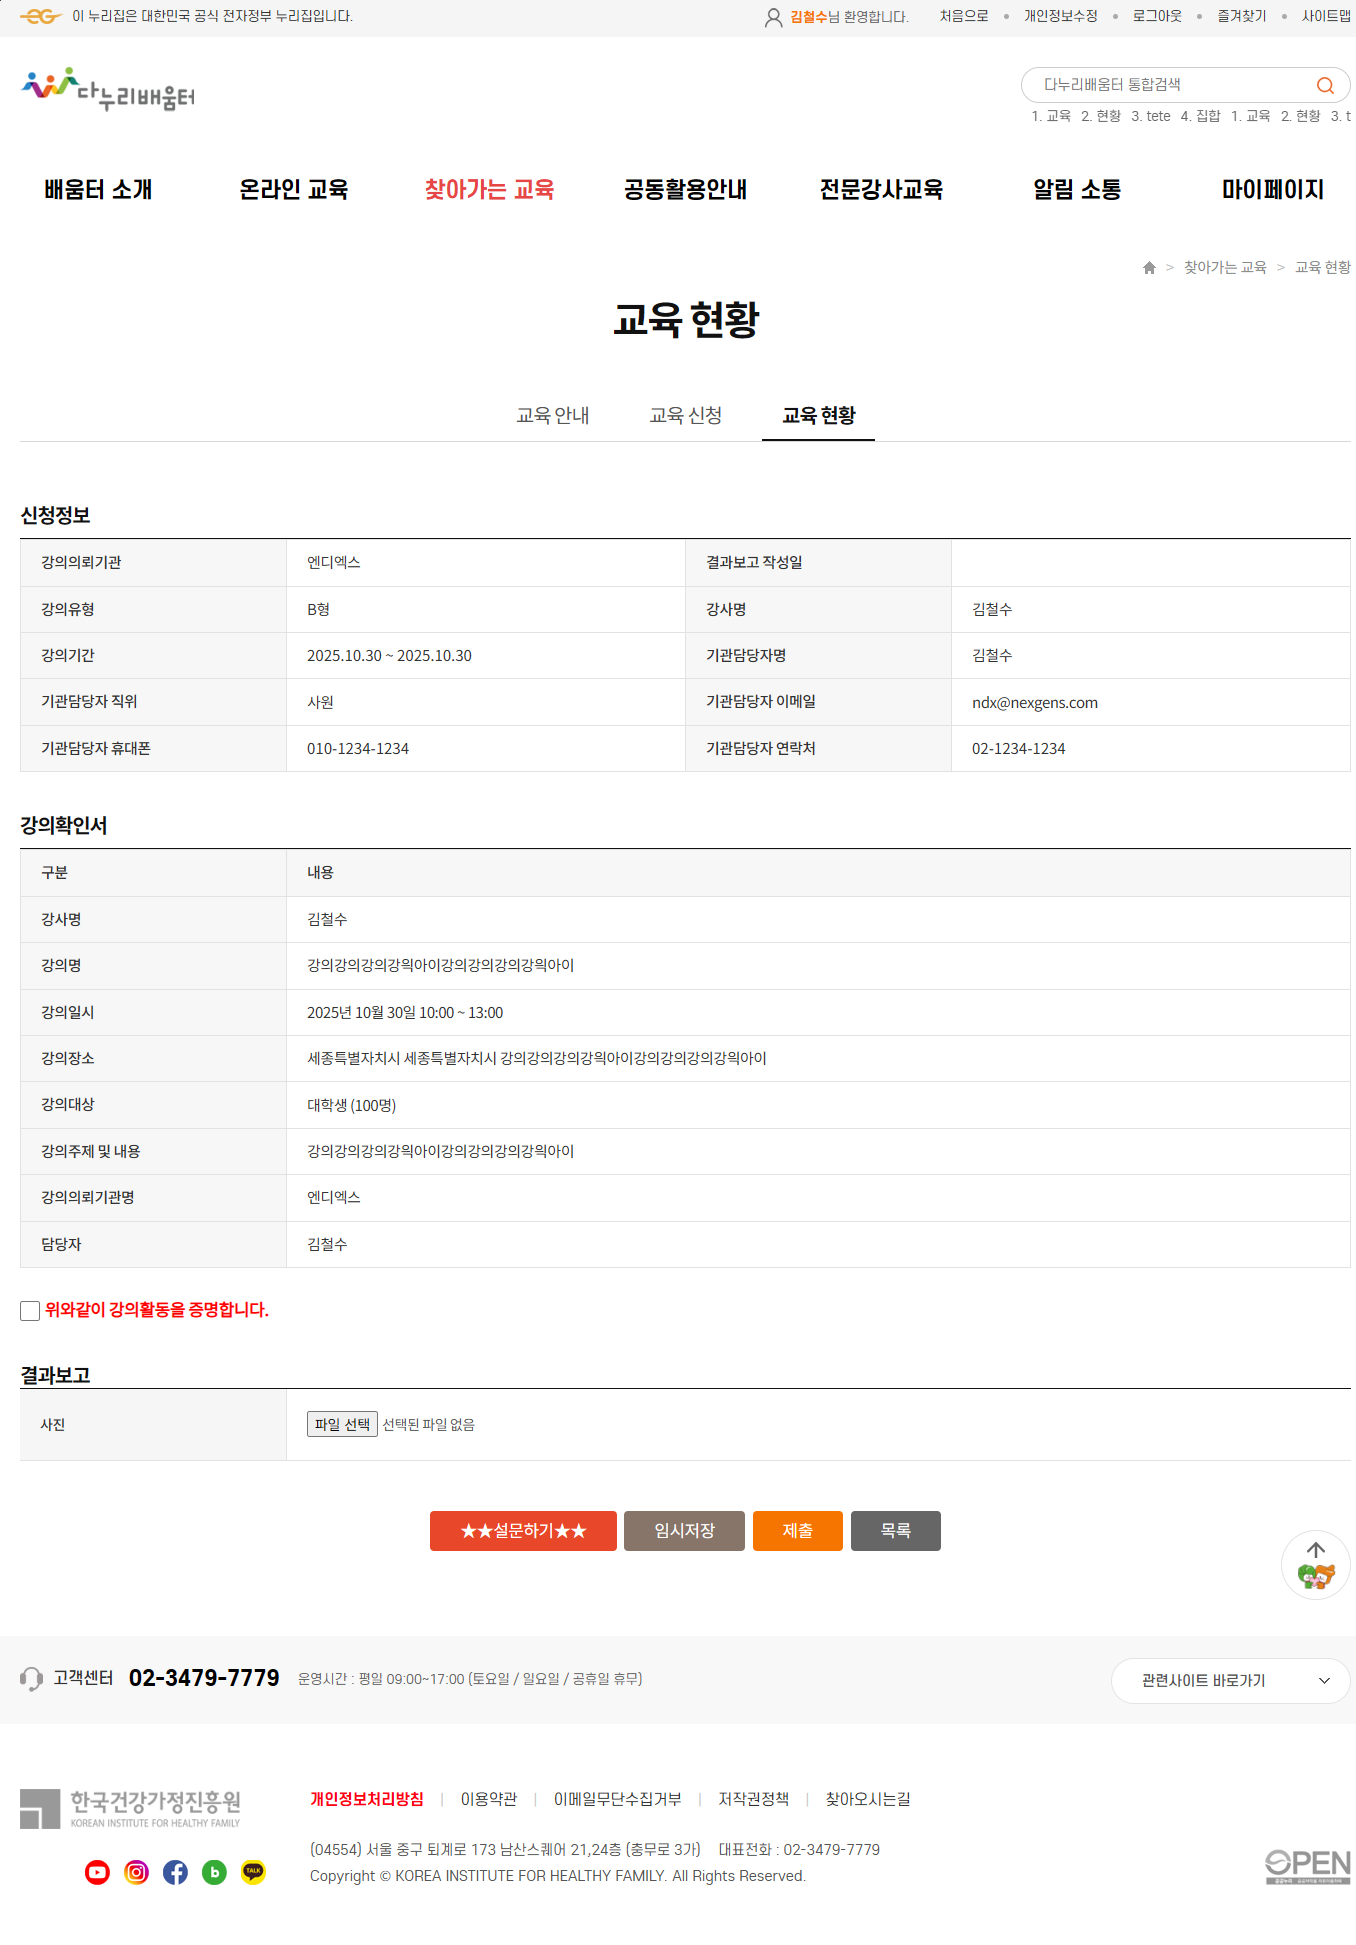 이 누리집은 대한민국 공식 전자정부 누리집입니다.
김철수님 환영합니다. 처음으로 개인정보수정 로그아웃 즐겨찾기 사이트맵
다누리배움터
다누리배움터 통합검색
1. 교육 2. 현황 3. tete 4. 집합 1. 교육 2. 현황 3. t
배움터 소개 온라인 교육 찾아가는 교육 공동활용안내 전문강사교육 알림 소통 마이페이지
> 찾아가는 교육 > 교육 현황
교육 현황
교육 안내 교육 신청 교육 현황
신청정보
강의의뢰기관 엔디엑스 결과보고 작성일
강의유형 B형 강사명 김철수
강의기간 2025.10.30 ~ 2025.10.30 기관담당자명 김철수
기관담당자 직위 사원 기관담당자 이메일 ndx@nexgens.com
기관담당자 휴대폰 010-1234-1234 기관담당자 연락처 02-1234-1234
강의확인서
구분 내용
강사명 김철수
강의명 강의강의강의강의윽아이강의강의강의강윽아이
강의일시 2025년 10월 30일 10:00 ~ 13:00
강의장소 세종특별자치시 세종특별자치시 강의강의강의강윽아이강의강의강의강윽아이
강의대상 대학생 (100명)
강의주제 및 내용 강의강의강의강윽아이강의강의강의강윽아이
강의의뢰기관명 엔디엑스
담당자 김철수
위와같이 강의활동을 증명합니다.
결과보고
사진 파일 선택 선택된 파일 없음
★★설문하기★★ 임시저장 제출 목록
고객센터 02-3479-7779 운영시간 : 평일 09:00~17:00 (토요일 / 일요일 / 공휴일 휴무) 관련사이트 바로가기
한국건강가정진흥원
KOREAN INSTITUTE FOR HEALTHY FAMILY
개인정보처리방침 | 이용약관 | 이메일무단수집거부 | 저작권정책 | 찾아오시는길
(04554) 서울 중구 퇴계로 173 남산스퀘어 21,24층 (충무로 3가) 대표전화 : 02-3479-7779
Copyright © KOREA INSTITUTE FOR HEALTHY FAMILY. All Rights Reserved.
b
TALK
OPEN